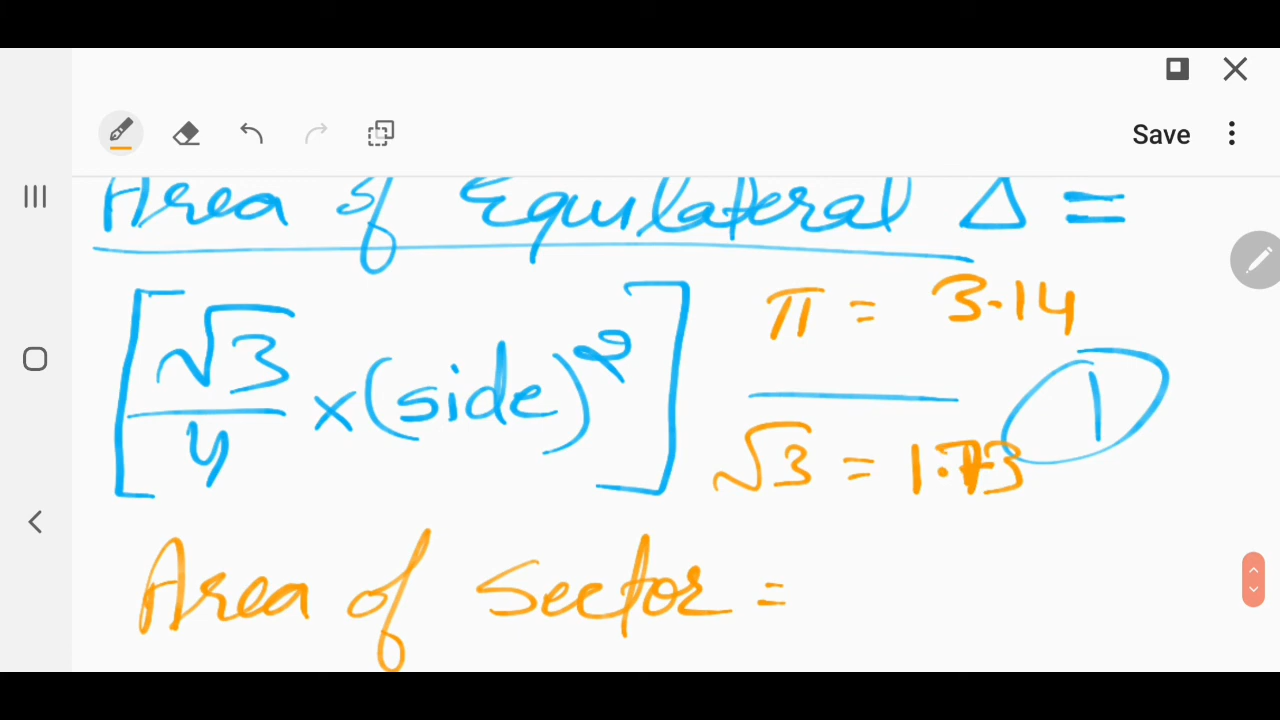 Save
Area of Equilateral Δ =
[√3/4 ×(side)²]
π = 3.14
√3 = 1.73
1
Area of Sector =